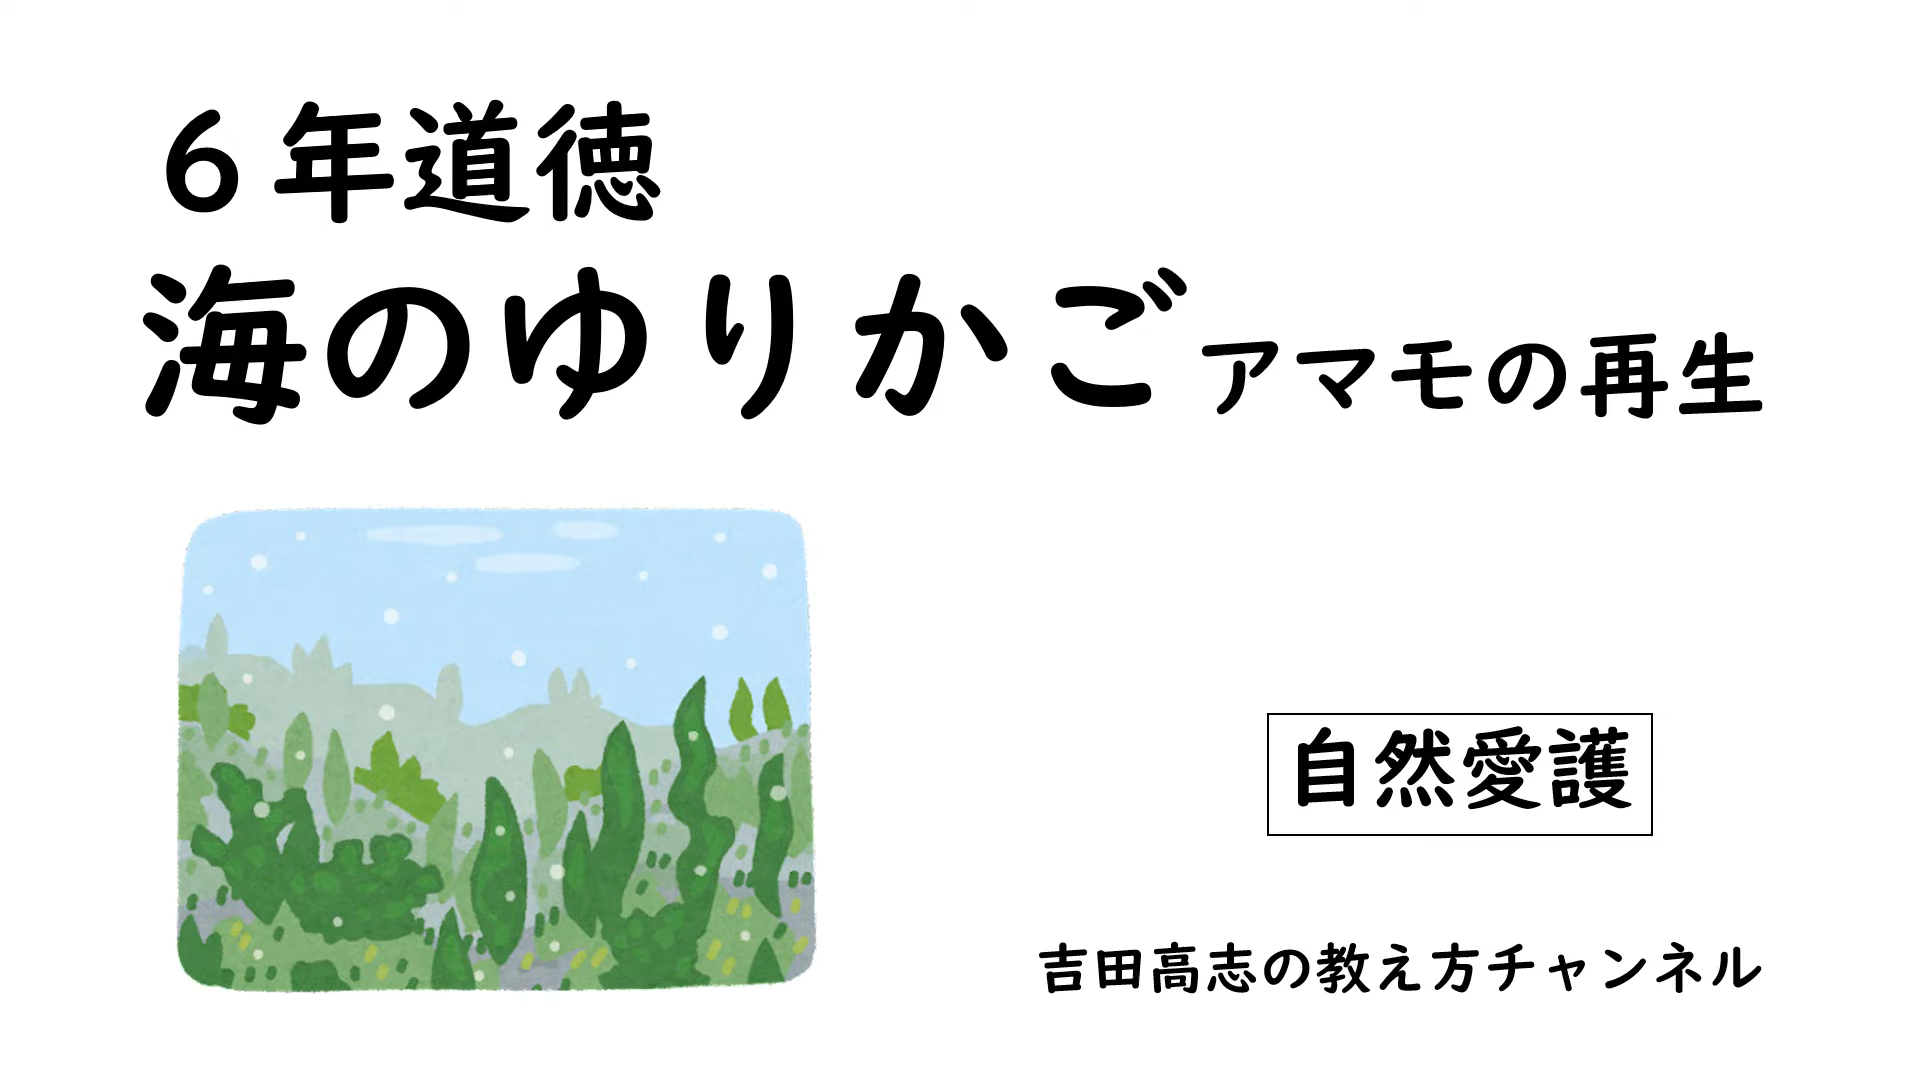 ６年道徳
海のゆりかごアマモの再生
自然愛護
吉田高志の教え方チャンネル